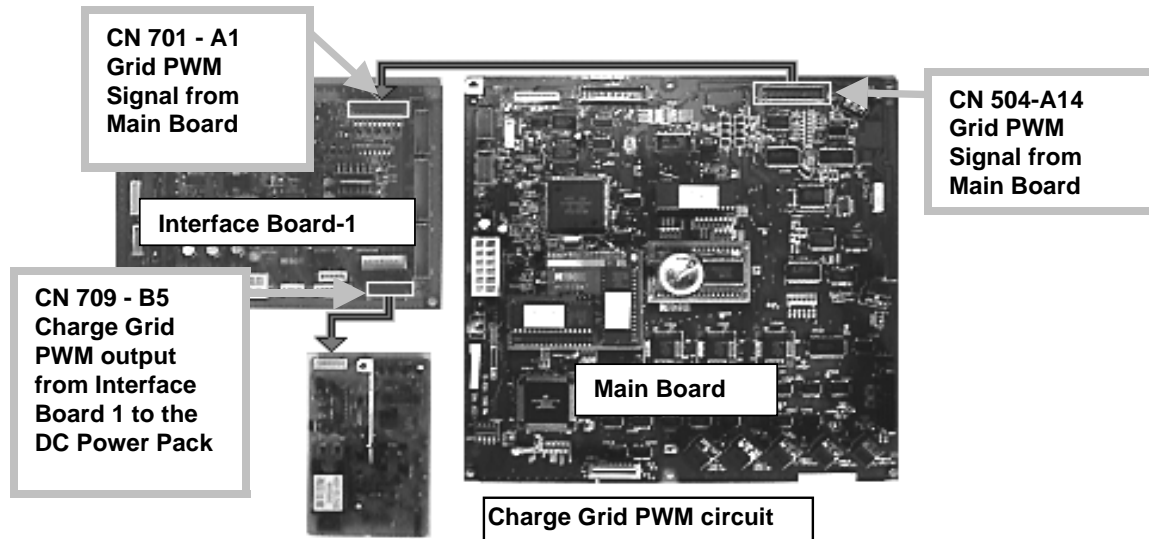 CN 701 - A1
Grid PWM
Signal from
Main Board
CN 504-A14
Grid PWM
Signal from
Main Board
Interface Board-1
CN 709 - B5
Charge Grid
PWM output
from Interface
Board 1 to the
DC Power Pack
Main Board
Charge Grid PWM circuit